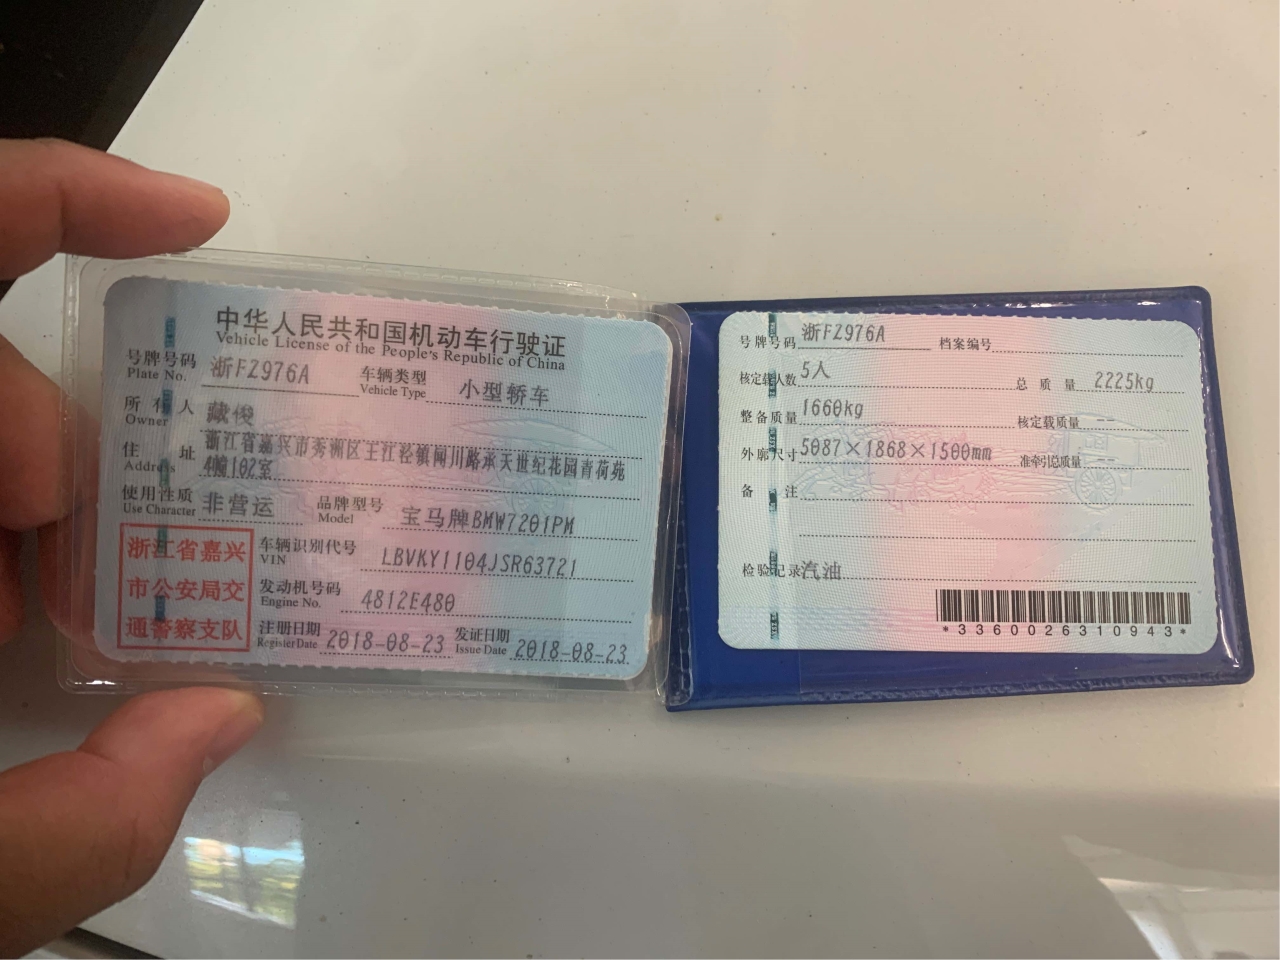 中华人民共和国机动车行驶证
Vehicle License of the People's Republic of China
号牌号码 浙FZ976A 车辆类型 小型轿车
Plate No. Vehicle Type
所有人 藏俊
Owner
住址 浙江省嘉兴市秀洲区王江泾镇闻川路承天世纪花园青荷苑
Address 102室
使用性质 非营运 品牌型号 宝马牌BMW7201PM
Use Character Model
浙江省嘉兴
市公安局交
通警察支队
车辆识别代号 LBVKY1104JSR63721
VIN
发动机号码 4812E480
Engine No.
注册日期 2018-08-23 发证日期 2018-08-23
Register Date Issue Date
号牌号码 浙FZ976A 档案编号
核定载人数 5人 总质量 2225kg
整备质量 1660kg 核定载质量 --
外廓尺寸 5087×1868×1500mm 准牵引总质量
备注
检验记录 汽油
*3360026310943*